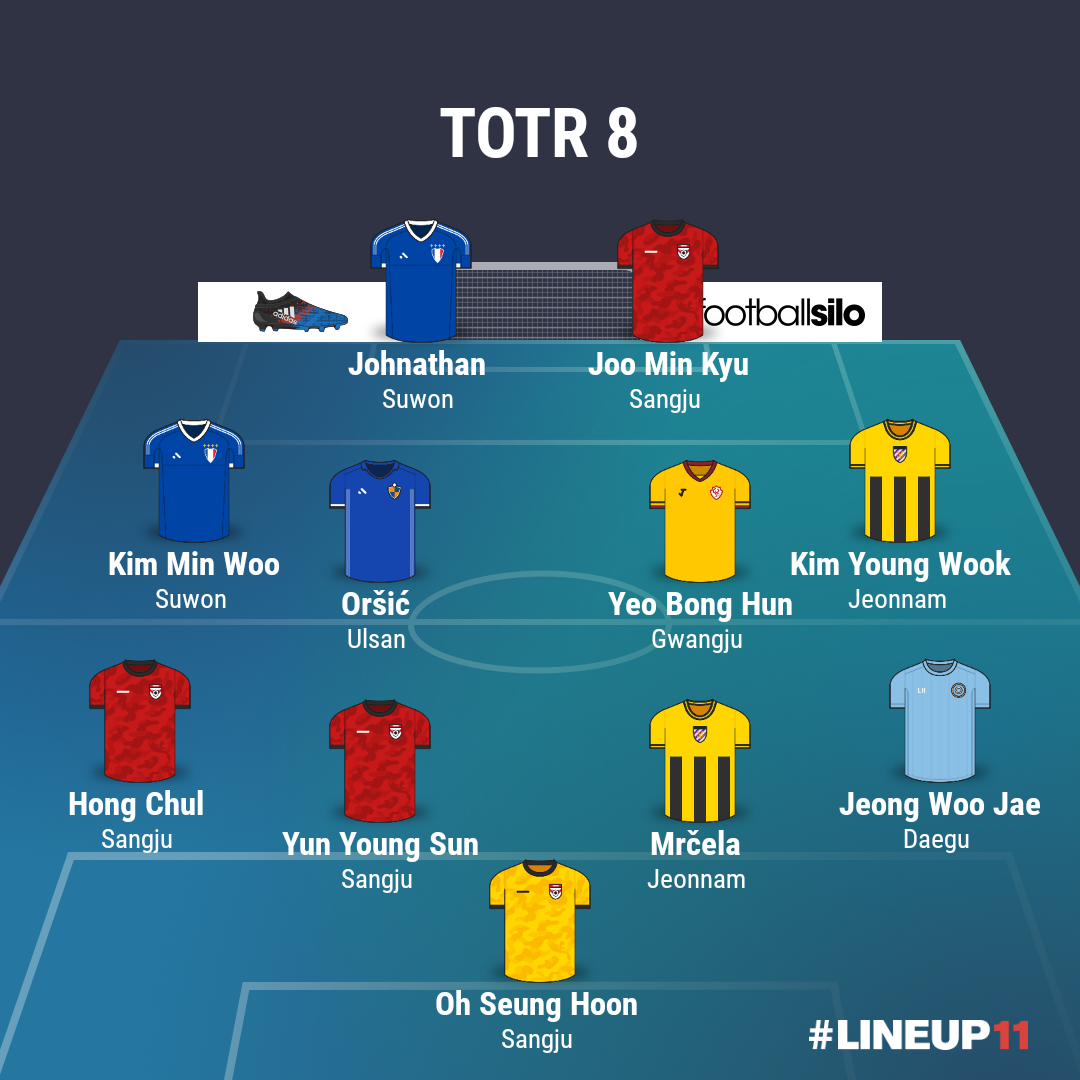 TOTR 8
adidas
footballsilo
Johnathan
Suwon
Joo Min Kyu
Sangju
Kim Min Woo
Suwon
Oršić
Ulsan
Yeo Bong Hun
Gwangju
Kim Young Wook
Jeonnam
Hong Chul
Sangju
Yun Young Sun
Sangju
Mrčela
Jeonnam
Jeong Woo Jae
Daegu
Oh Seung Hoon
Sangju
#LINEUP11